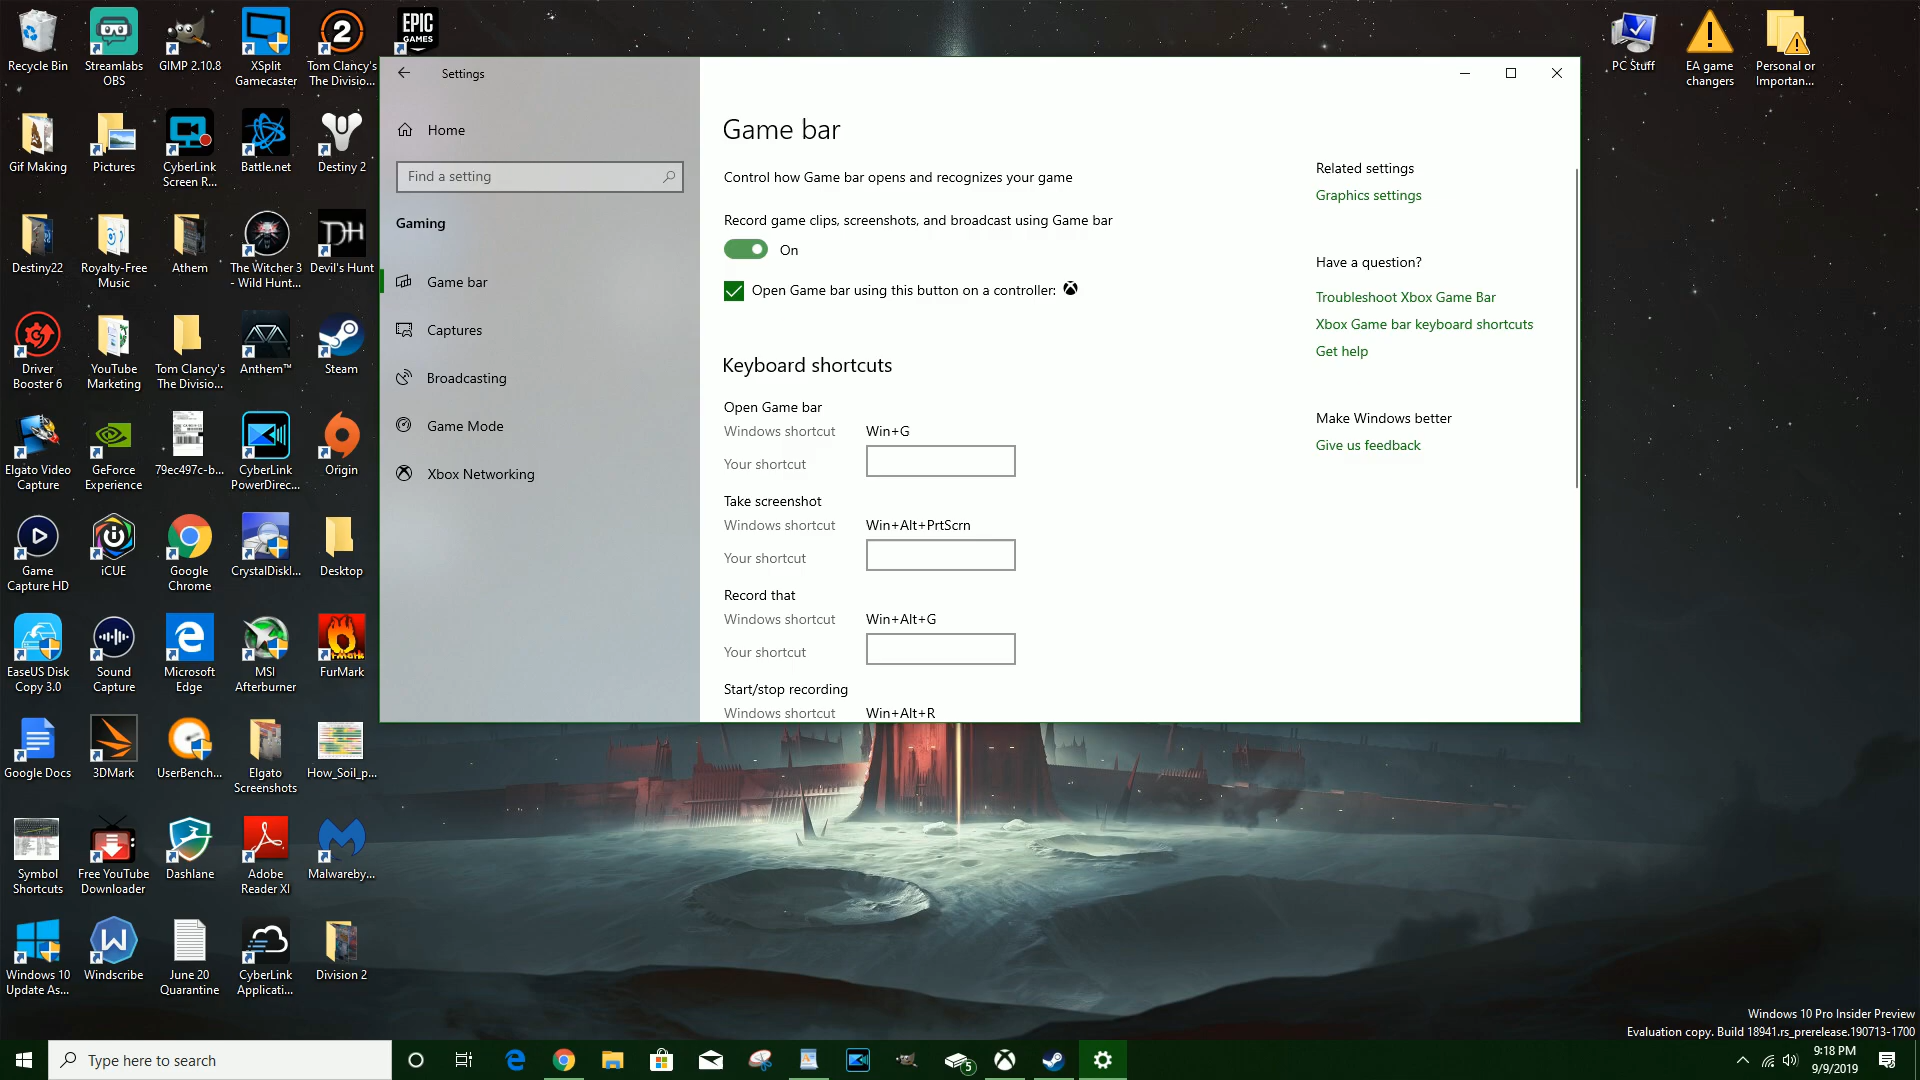 Recycle Bin
Streamlabs
OBS
GIMP 2.10.8
XSplit
Gamecaster
2
Tom Clancy's
The Divisio...
EPIC
GAMES
PC Stuff
EA game
changers
Personal or
Importan...
Gif Making
Pictures
CyberLink
Screen R...
Battle.net
Destiny 2
Destiny22
Royalty-Free
Music
Athem
The Witcher 3
- Wild Hunt...
DH
Devil's Hunt
Driver
Booster 6
YouTube
Marketing
Tom Clancy's
The Divisio...
Anthem™
Steam
Elgato Video
Capture
GeForce
Experience
79ec497c-b...
CyberLink
PowerDirec...
Origin
Game
Capture HD
iCUE
Google
Chrome
CrystalDiskI...
Desktop
EaseUS Disk
Copy 3.0
Sound
Capture
Microsoft
Edge
MSI
Afterburner
FurMark
Google Docs
3DMark
UserBench...
Elgato
Screenshots
How_Soil_p...
Symbol
Shortcuts
Free YouTube
Downloader
Dashlane
Adobe
Reader XI
Malwareby...
Windows 10
Update As...
Windscribe
June 20
Quarantine
CyberLink
Applicati...
Division 2
Settings
Home
Find a setting
Gaming
Game bar
Captures
Broadcasting
Game Mode
Xbox Networking
Game bar
Control how Game bar opens and recognizes your game
Record game clips, screenshots, and broadcast using Game bar
On
Open Game bar using this button on a controller:
Keyboard shortcuts
Open Game bar
Windows shortcut Win+G
Your shortcut
Take screenshot
Windows shortcut Win+Alt+PrtScrn
Your shortcut
Record that
Windows shortcut Win+Alt+G
Your shortcut
Start/stop recording
Windows shortcut Win+Alt+R
Related settings
Graphics settings
Have a question?
Troubleshoot Xbox Game Bar
Xbox Game bar keyboard shortcuts
Get help
Make Windows better
Give us feedback
Windows 10 Pro Insider Preview
Evaluation copy. Build 18941.rs_prerelease.190713-1700
Type here to search
5
9:18 PM
9/9/2019